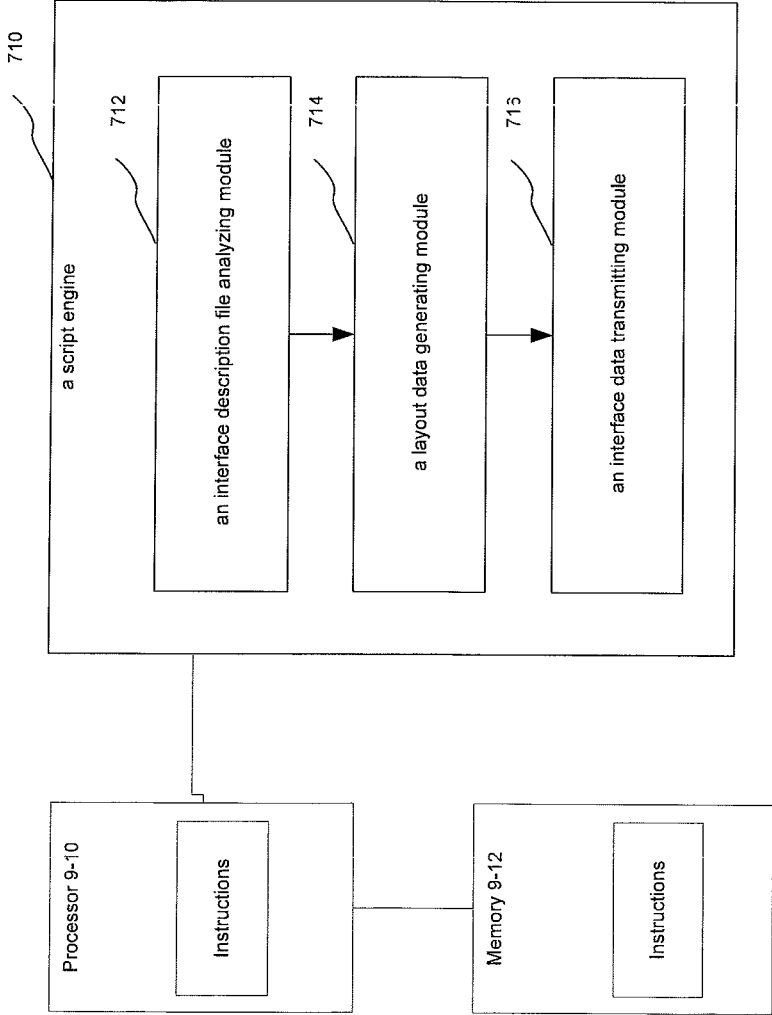 710
a script engine
712
an interface description file analyzing module
714
a layout data generating module
716
an interface data transmitting module
Processor 9-10
Instructions
Memory 9-12
Instructions